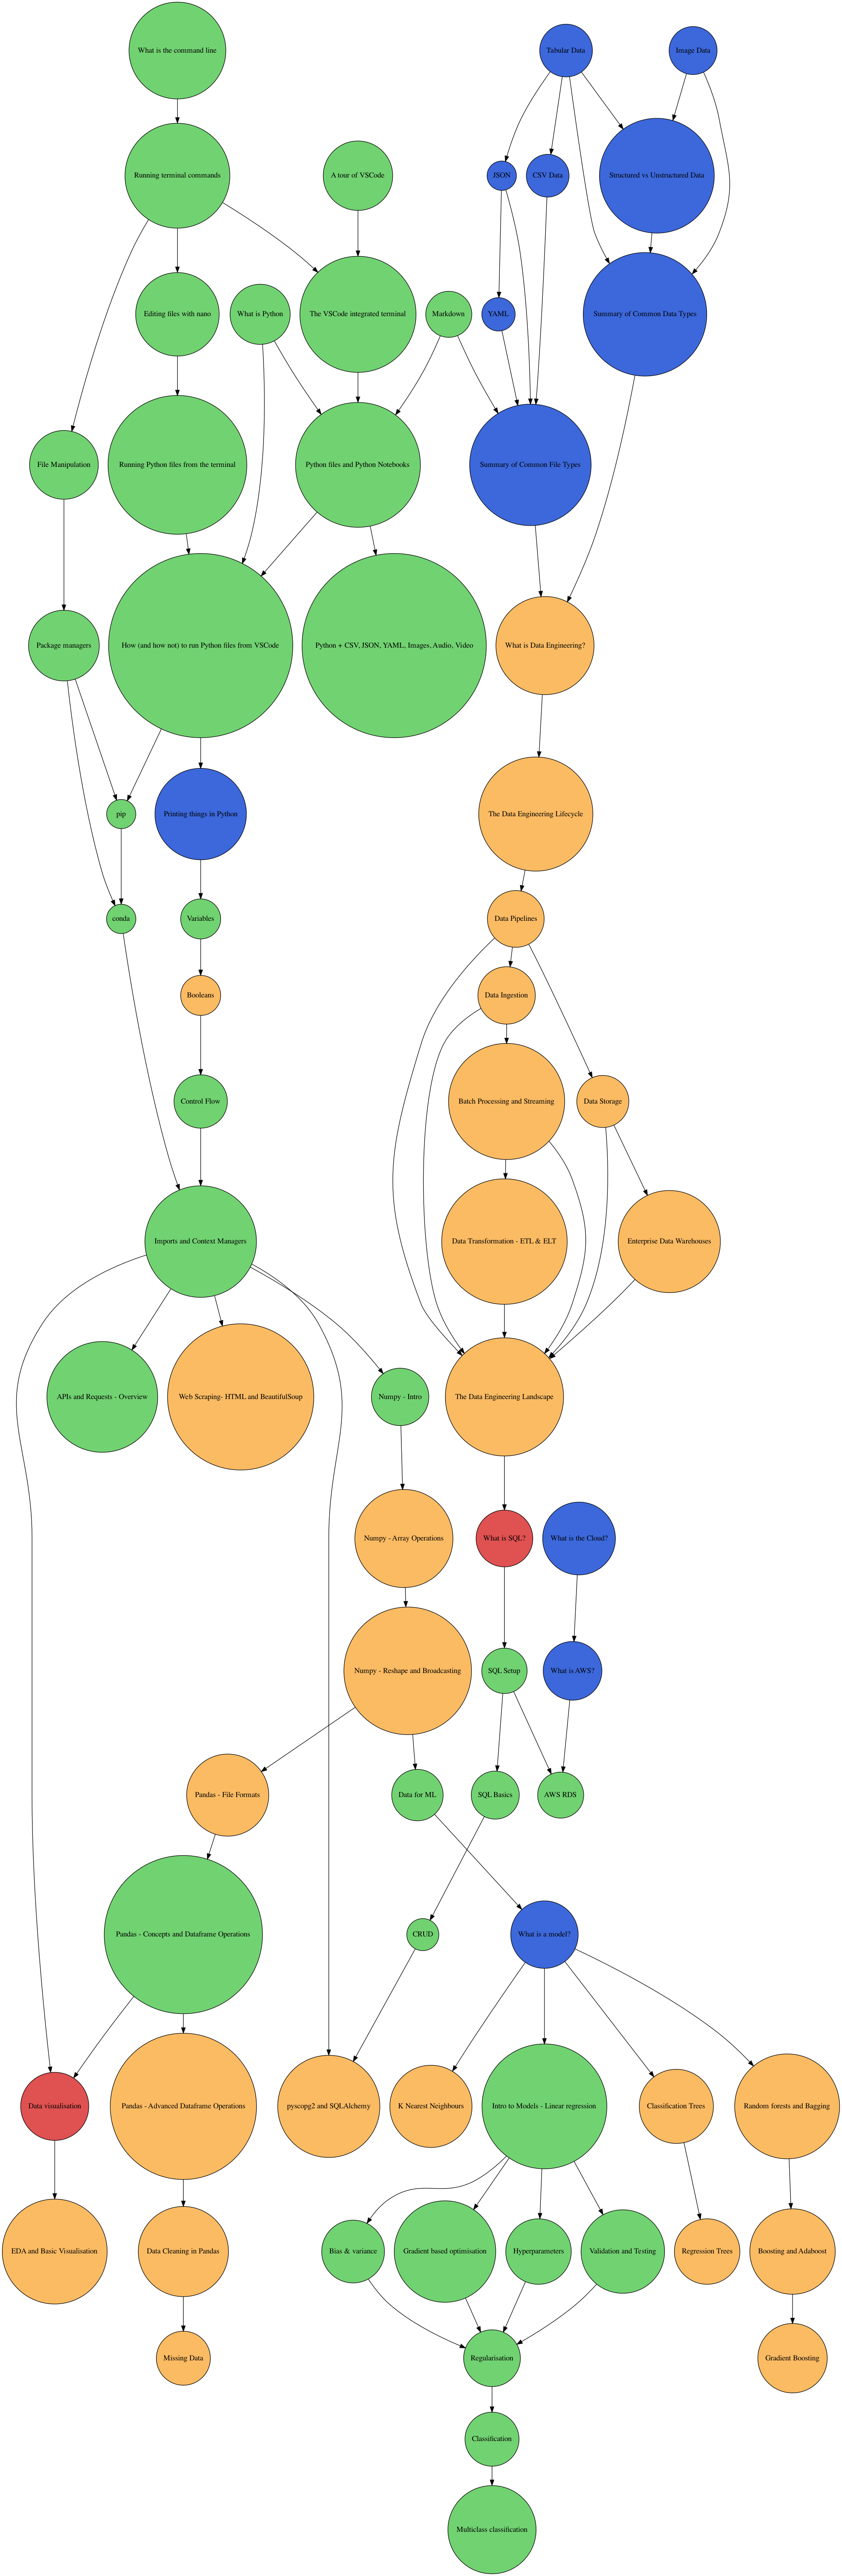 What is the command line
Tabular Data
Image Data
Running terminal commands
A tour of VSCode
JSON
CSV Data
Structured vs Unstructured Data
Editing files with nano
What is Python
The VSCode integrated terminal
Markdown
YAML
Summary of Common Data Types
File Manipulation
Running Python files from the terminal
Python files and Python Notebooks
Summary of Common File Types
Package managers
How (and how not) to run Python files from VSCode
Python + CSV, JSON, YAML, Images, Audio, Video
What is Data Engineering?
pip
Printing things in Python
The Data Engineering Lifecycle
conda
Variables
Data Pipelines
Booleans
Data Ingestion
Control Flow
Batch Processing and Streaming
Data Storage
Imports and Context Managers
Data Transformation - ETL & ELT
Enterprise Data Warehouses
APIs and Requests - Overview
Web Scraping- HTML and BeautifulSoup
Numpy - Intro
The Data Engineering Landscape
Numpy - Array Operations
What is SQL?
What is the Cloud?
Numpy - Reshape and Broadcasting
SQL Setup
What is AWS?
Pandas - File Formats
Data for ML
SQL Basics
AWS RDS
Pandas - Concepts and Dataframe Operations
CRUD
What is a model?
Data visualisation
Pandas - Advanced Dataframe Operations
pyscopg2 and SQLAlchemy
K Nearest Neighbours
Intro to Models - Linear regression
Classification Trees
Random forests and Bagging
EDA and Basic Visualisation
Data Cleaning in Pandas
Bias & variance
Gradient based optimisation
Hyperparameters
Validation and Testing
Regression Trees
Boosting and Adaboost
Missing Data
Regularisation
Gradient Boosting
Classification
Multiclass classification